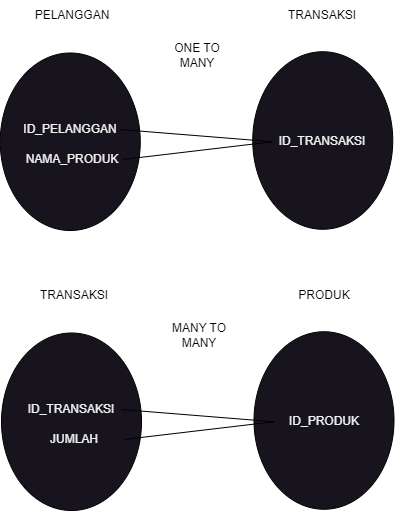 PELANGGAN
TRANSAKSI
ONE TO
MANY
ID_PELANGGAN
NAMA_PRODUK
ID_TRANSAKSI
TRANSAKSI
PRODUK
MANY TO
MANY
ID_TRANSAKSI
JUMLAH
ID_PRODUK